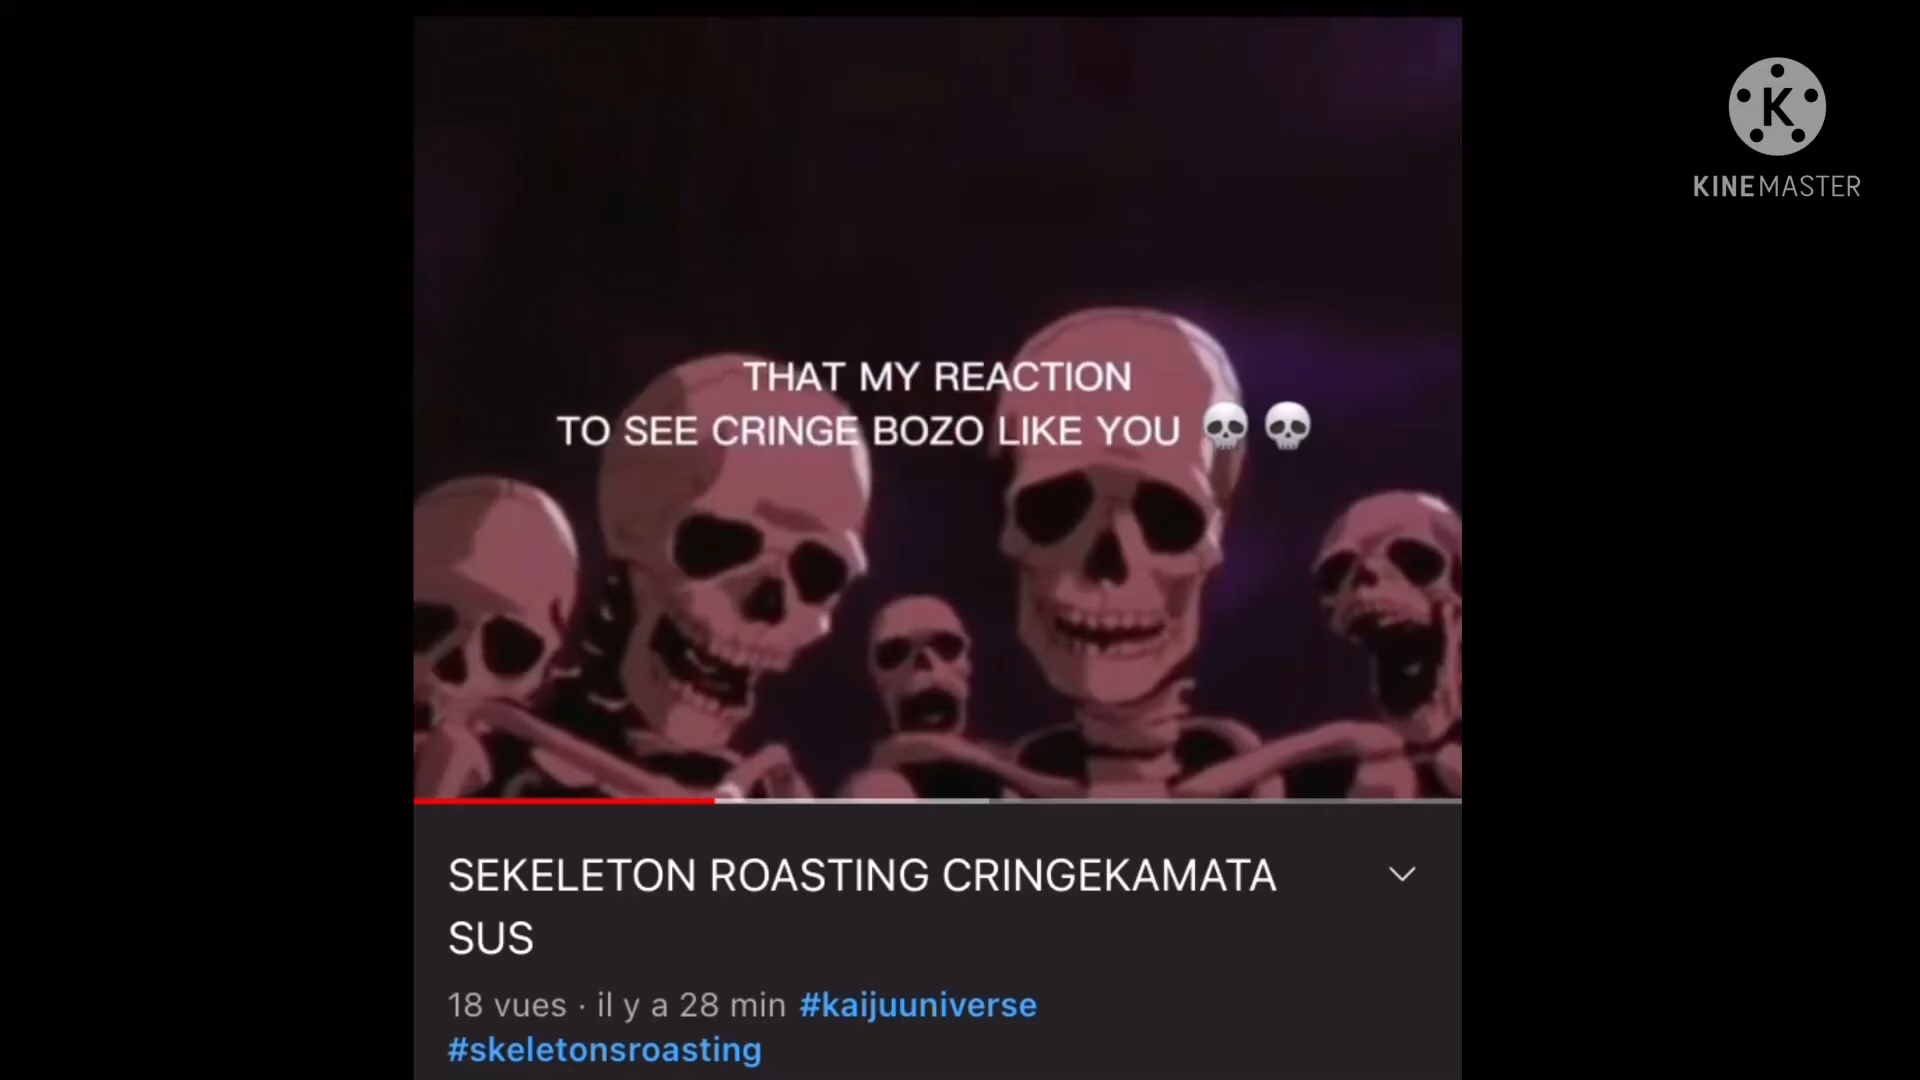 K
KINEMASTER
THAT MY REACTION
TO SEE CRINGE BOZO LIKE YOU 💀 💀
SEKELETON ROASTING CRINGEKAMATA
SUS
18 vues · il y a 28 min #kaijuuniverse
#skeletonsroasting